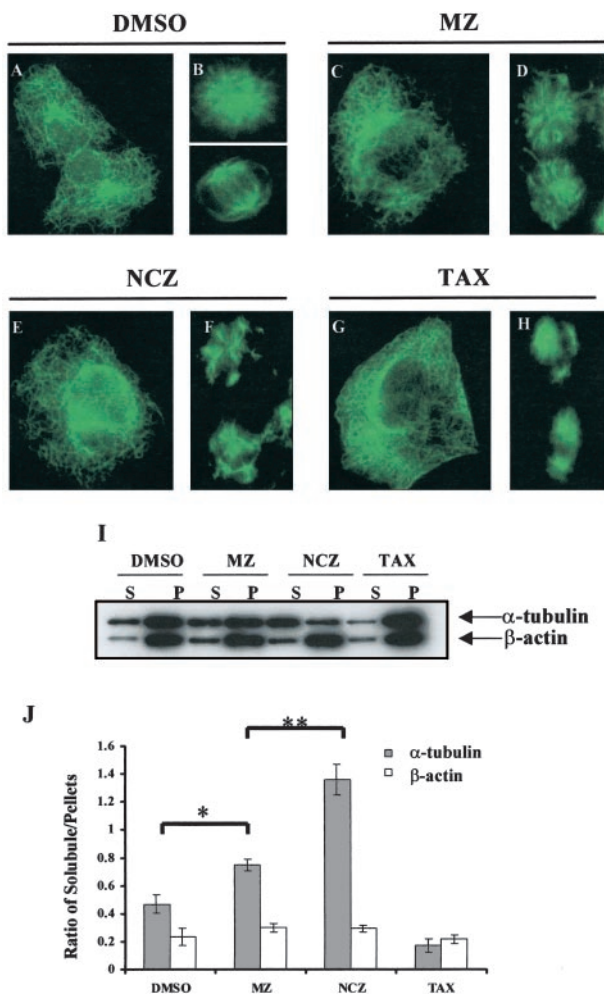 DMSO MZ
A B C D
NCZ TAX
E F G H
I
DMSO MZ NCZ TAX
S P S P S P S P
α-tubulin
β-actin
J
**
*
α-tubulin
β-actin
Ratio of Solubule/Pellets
1.6
1.4
1.2
1
0.8
0.6
0.4
0.2
0
DMSO MZ NCZ TAX